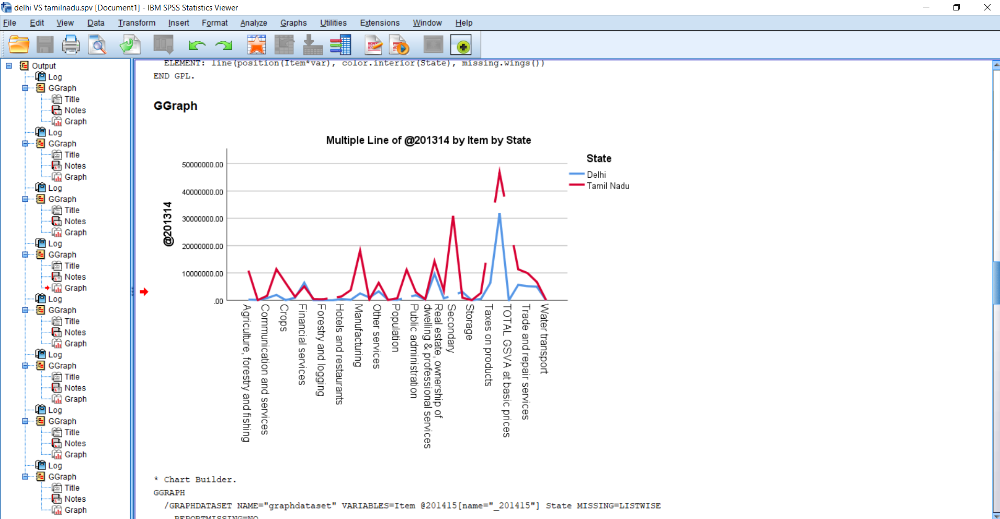 delhi VS tamilnadu.spv [Document1] - IBM SPSS Statistics Viewer
File Edit View Data Transform Insert Format Analyze Graphs Utilities Extensions Window Help
Output
Log
GGraph
Title
Notes
Graph
Log
GGraph
Title
Notes
Graph
Log
GGraph
Title
Notes
Graph
Log
GGraph
Title
Notes
Graph
Log
GGraph
Title
Notes
Graph
Log
GGraph
Title
Notes
Graph
Log
GGraph
Title
Notes
Graph
Log
GGraph
Title
Notes
Graph
ELEMENT: line(position(Item*var), color.interior(State), missing.wings())
END GPL.
GGraph
Multiple Line of @201314 by Item by State
@201314
50000000.00
40000000.00
30000000.00
20000000.00
10000000.00
.00
State
Delhi
Tamil Nadu
Agriculture, forestry and fishing
Communication and services
Crops
Financial services
Forestry and logging
Hotels and restaurants
Manufacturing
Other services
Population
Public administration
Real estate, ownership of
dwelling & professional services
Secondary
Storage
Taxes on products
TOTAL GSVA at basic prices
Trade and repair services
Water transport
* Chart Builder.
GGRAPH
/GRAPHDATASET NAME="graphdataset" VARIABLES=Item @201415[name="_201415"] State MISSING=LISTWISE
REPORTMISSING=NO